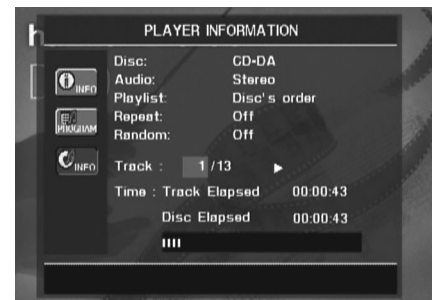 PLAYER INFORMATION
Disc: CD-DA
Audio: Stereo
Playlist: Disc's order
Repeat: Off
Random: Off
Track : 1 /13
Time : Track Elapsed 00:00:43
Disc Elapsed 00:00:43
INFO
PROGRAM
INFO
h